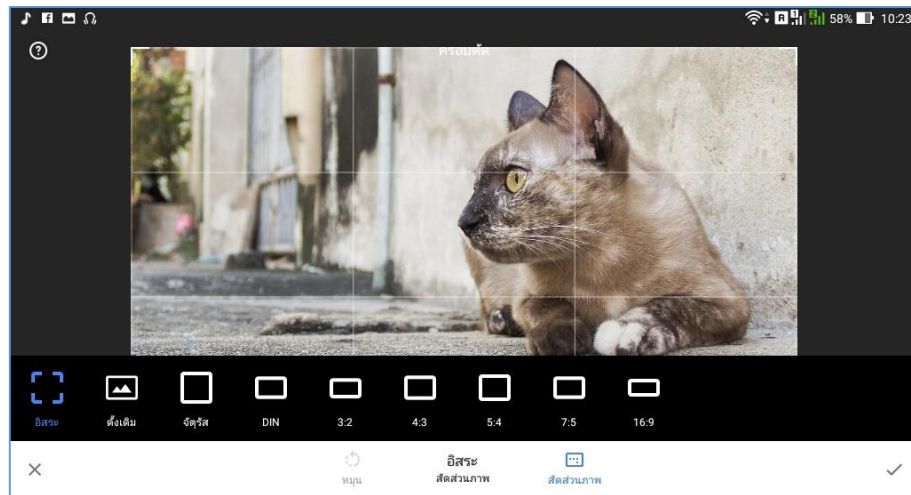 R 1 2 58% 10:23
ครอบตัด
อิสระ ดั้งเดิม จัตุรัส DIN 3:2 4:3 5:4 7:5 16:9
อิสระ
หมุน สัดส่วนภาพ สัดส่วนภาพ